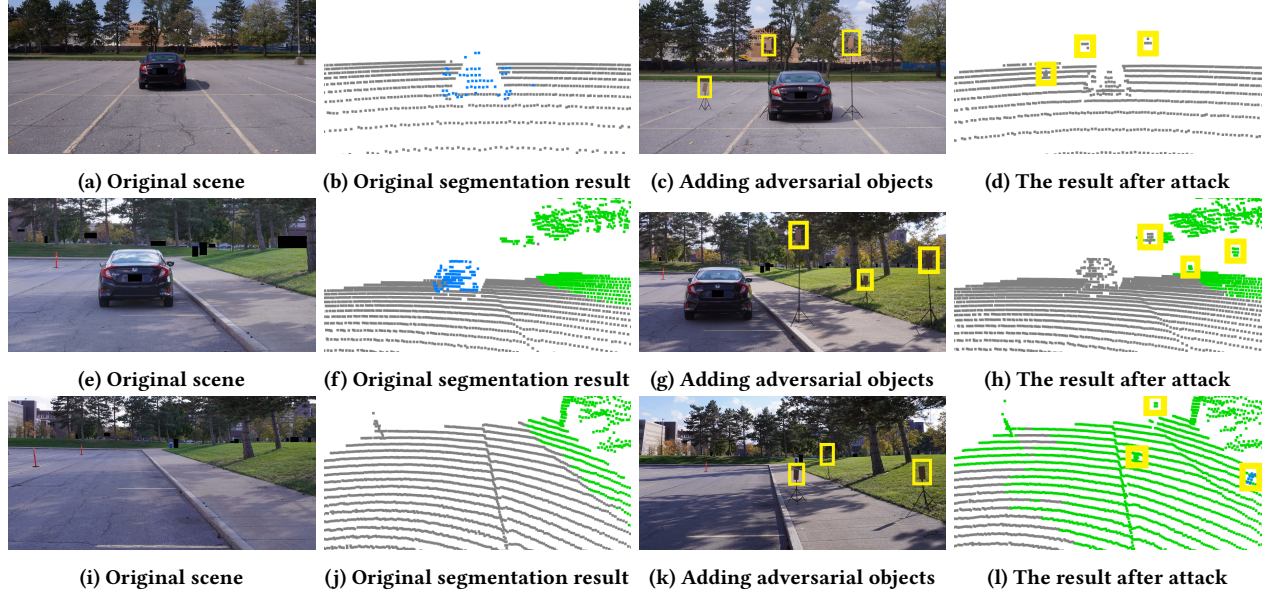 (a) Original scene
(b) Original segmentation result
(c) Adding adversarial objects
(d) The result after attack
(e) Original scene
(f) Original segmentation result
(g) Adding adversarial objects
(h) The result after attack
(i) Original scene
(j) Original segmentation result
(k) Adding adversarial objects
(l) The result after attack